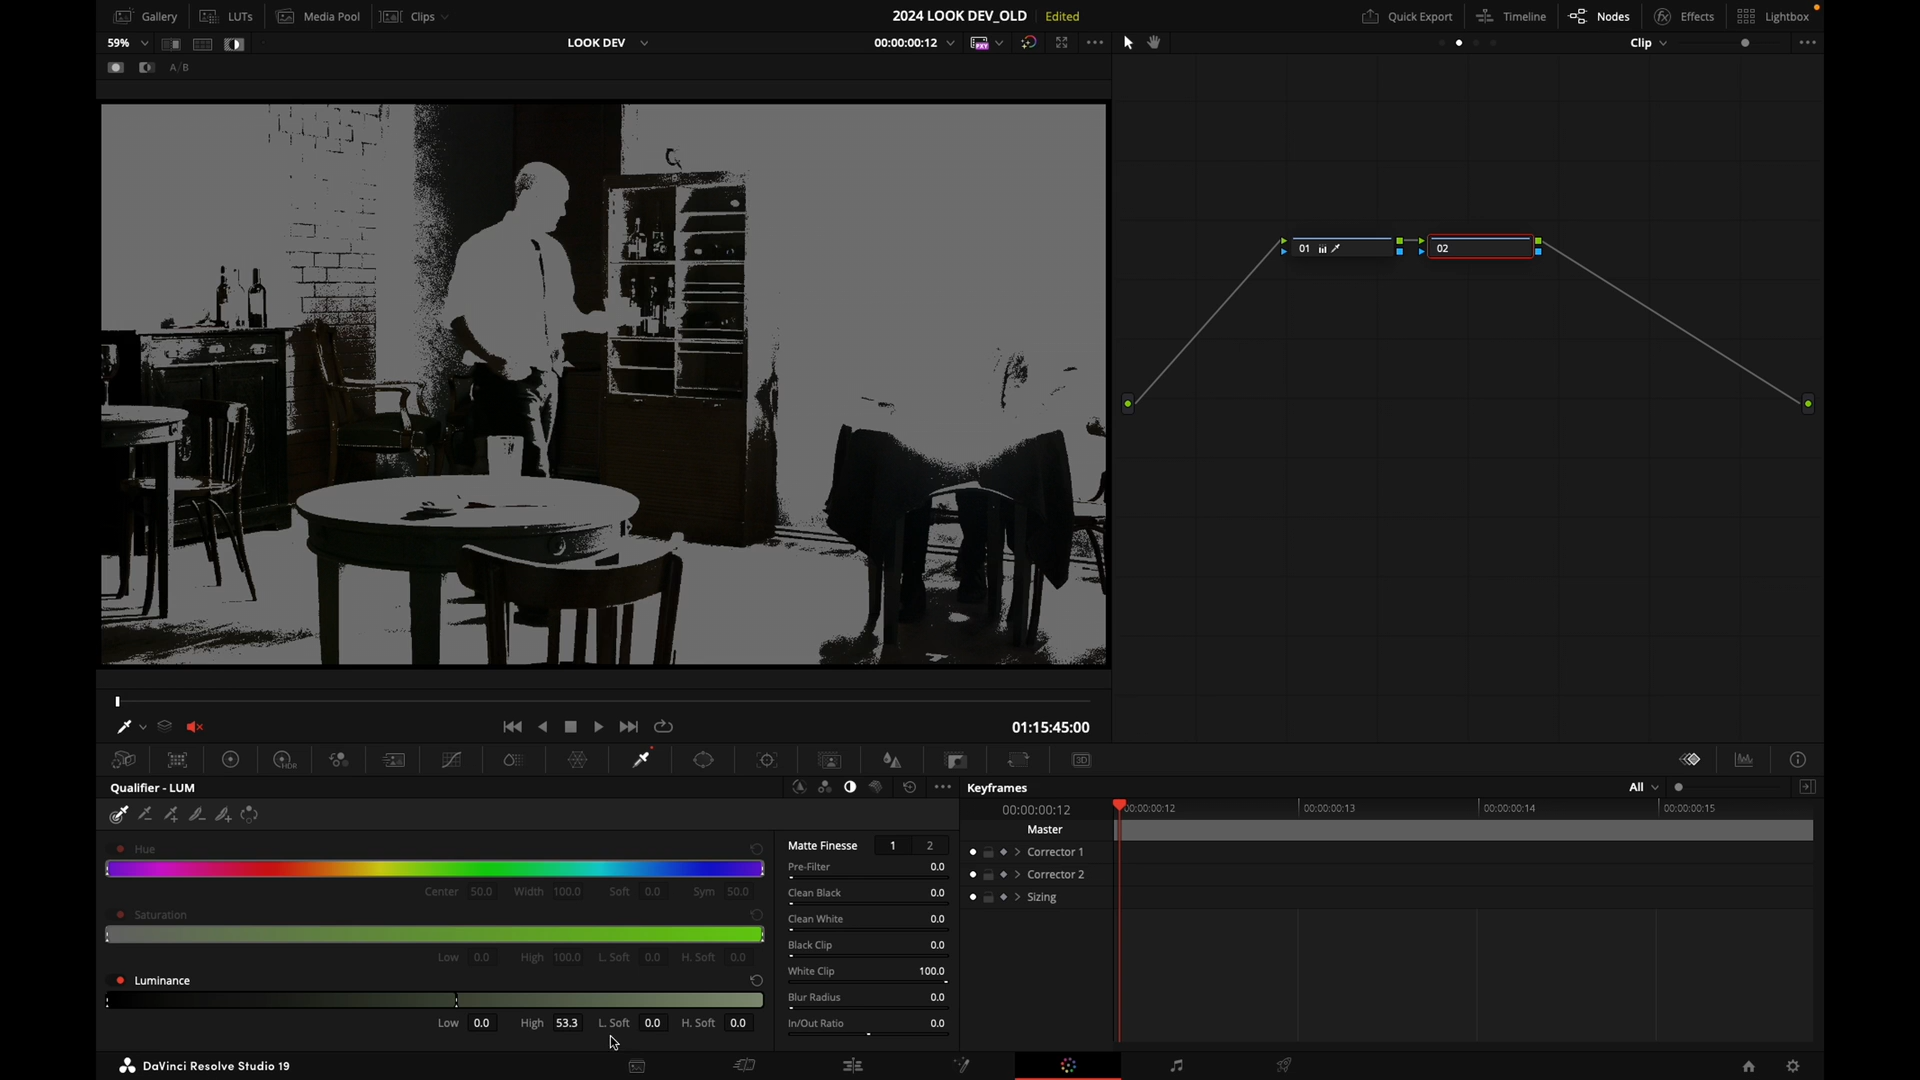 Gallery LUTs Media Pool Clips 2024 LOOK DEV_OLD Edited Quick Export Timeline Nodes Effects Lightbox
59% LOOK DEV 00:00:00:12 Clip
A/B
01 02
01:15:45:00
HDR 3D
Qualifier - LUM Keyframes All
00:00:00:12 00:00:00:12 00:00:00:13 00:00:00:14 00:00:00:15
Master
Hue Matte Finesse 1 2
Corrector 1
Pre-Filter 0.0
Corrector 2
Center 50.0 Width 100.0 Soft 0.0 Sym 50.0 Clean Black 0.0
Sizing
Saturation Clean White 0.0
Black Clip 0.0
Low 0.0 High 100.0 L. Soft 0.0 H. Soft 0.0
White Clip 100.0
Luminance
Blur Radius 0.0
Low 0.0 High 53.3 L. Soft 0.0 H. Soft 0.0 In/Out Ratio 0.0
DaVinci Resolve Studio 19